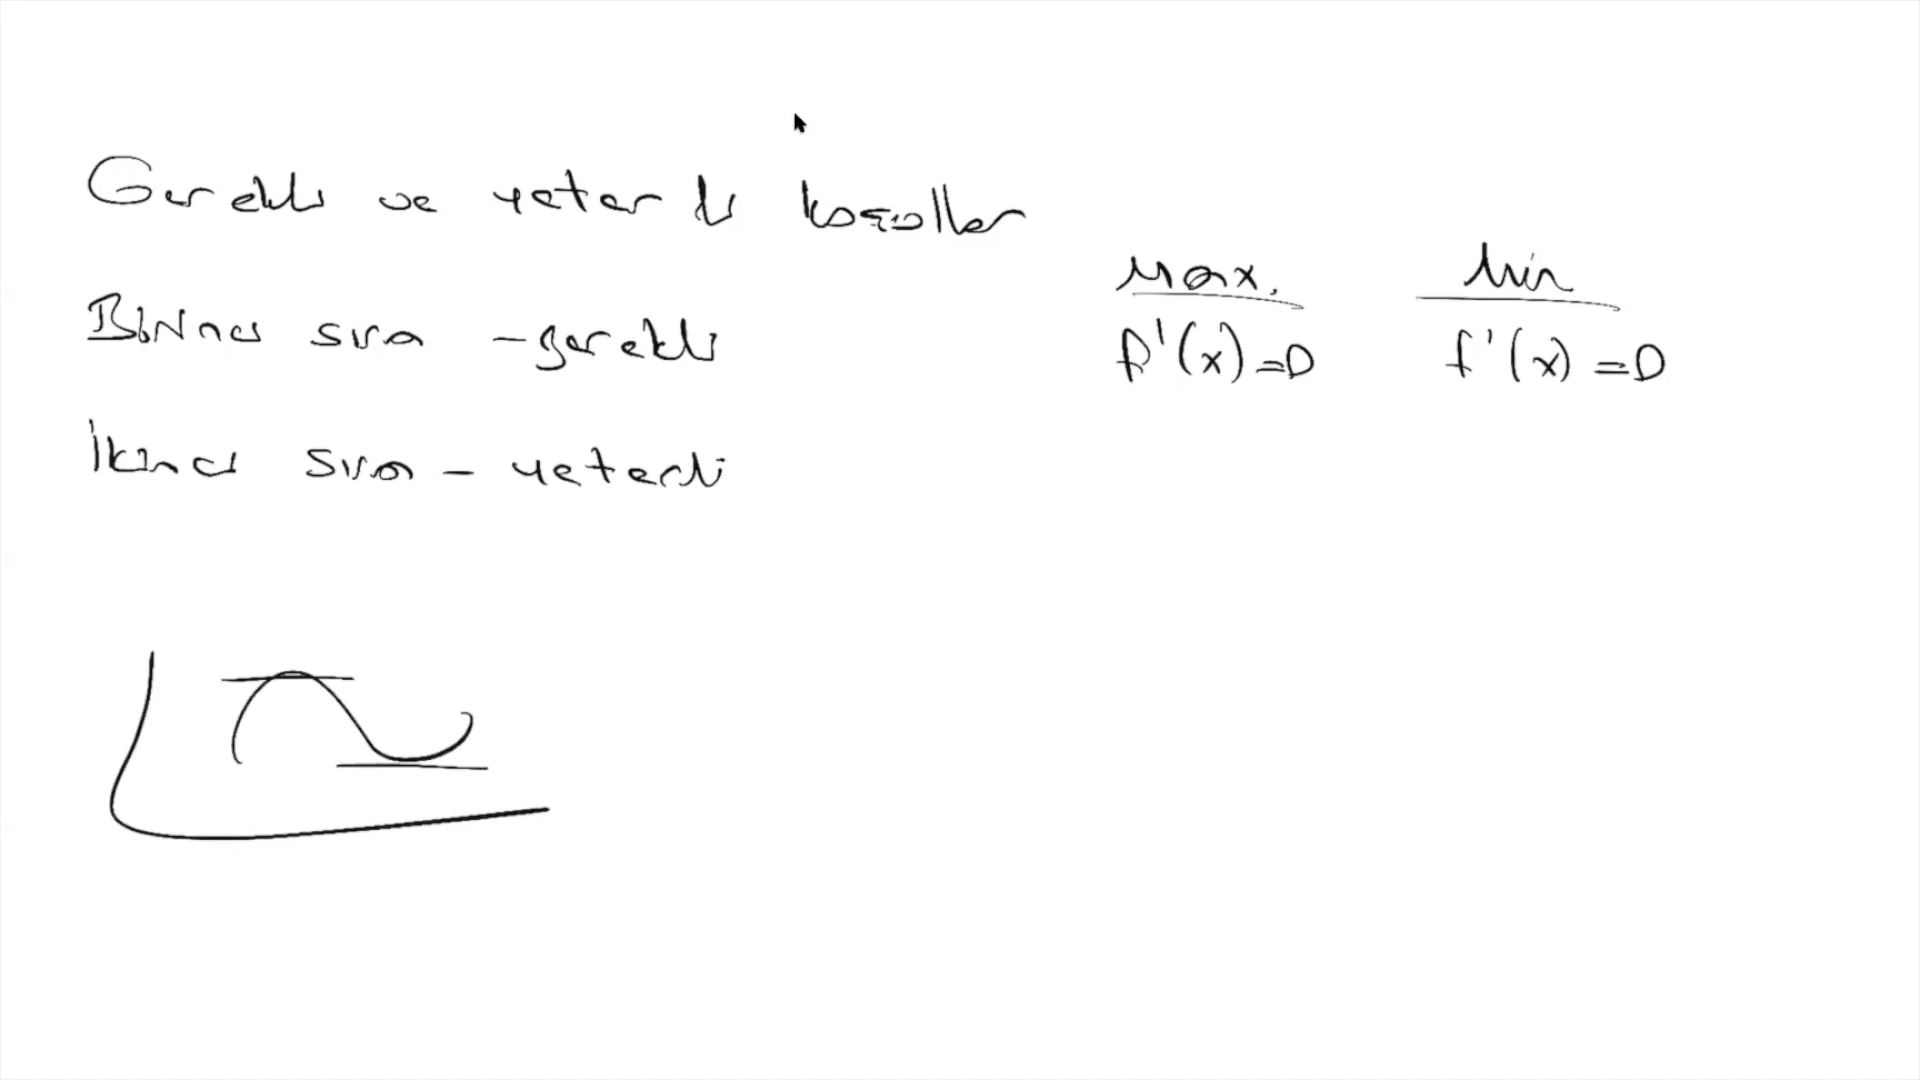 Gerekli ve yeterli koşullar
Birinci sıra - gerekli
İkinci sıra - yeterli
Max. Min
f'(x)=0 f'(x)=0